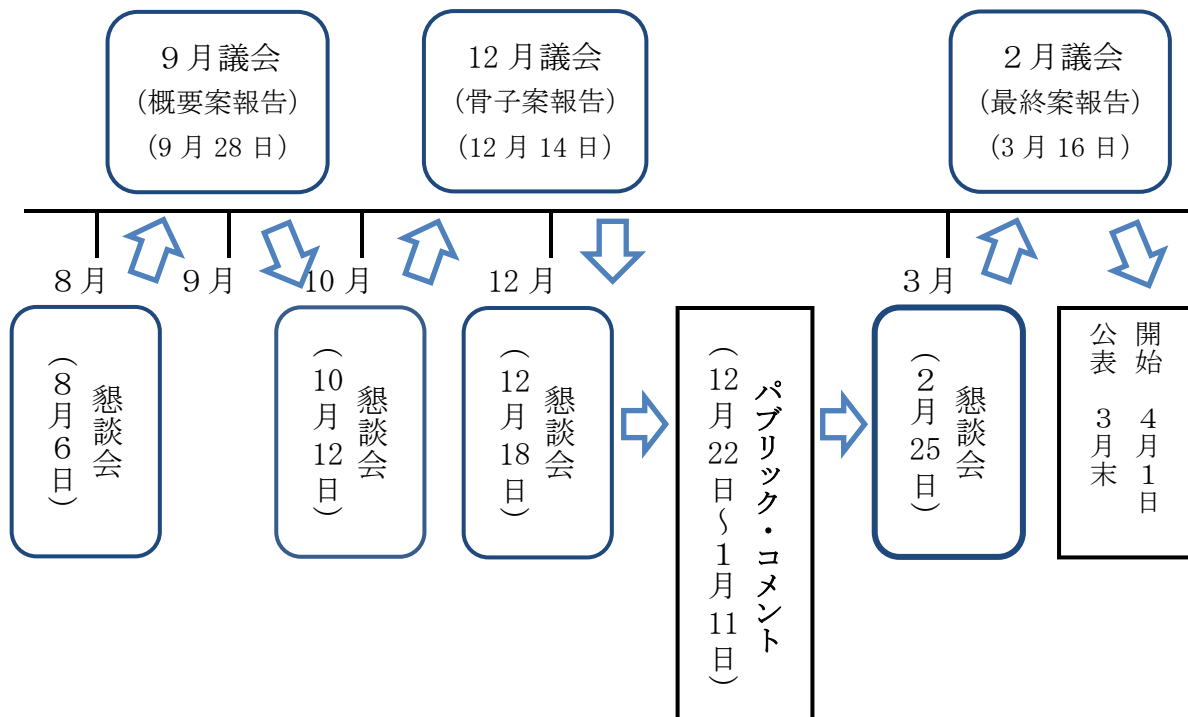 ９月議会
(概要案報告)
(９月 28 日)
12 月議会
(骨子案報告)
(12 月 14 日)
２月議会
(最終案報告)
(３月 16 日)
８月
９月
10 月
12 月
３月
懇談会
(８月６日)
懇談会
(10月12日)
懇談会
(12月18日)
パブリック・コメント
(12月22日～１月11日)
懇談会
(２月25日)
開始　４月１日
公表　３月末